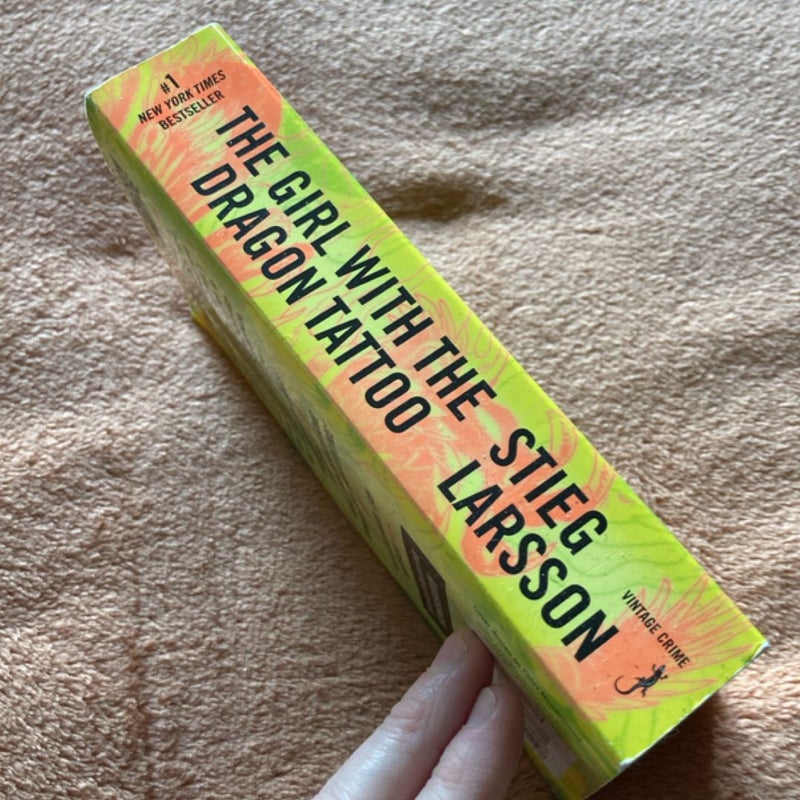 #1
NEW YORK TIMES
BESTSELLER
THE GIRL WITH THE
DRAGON TATTOO
STIEG
LARSSON
VINTAGE CRIME